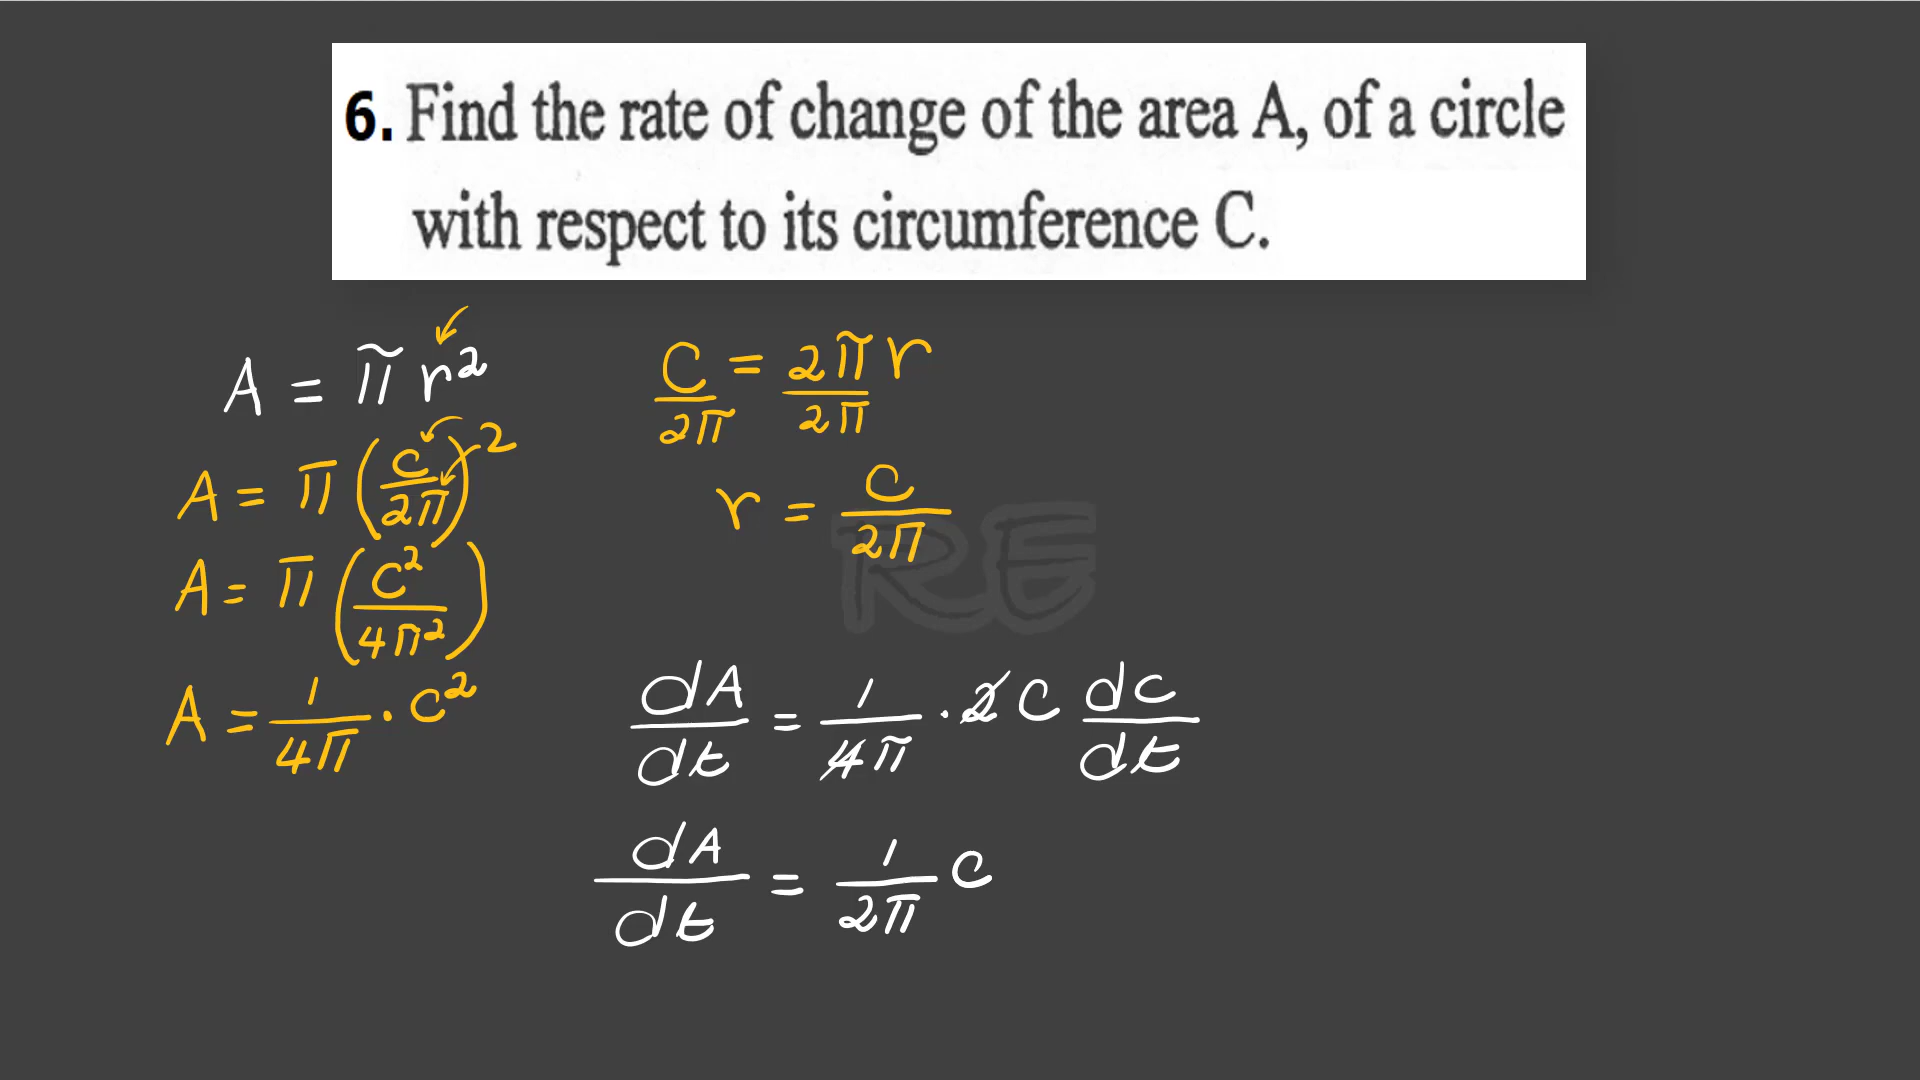 6. Find the rate of change of the area A, of a circle
with respect to its circumference C.
A = π r²
A = π (C/2π)²
A = π (C²/4π²)
A = 1/4π · C²
C/2π = 2πr/2π
r = C/2π
RE
dA/dt = 1/4π · 2C dc/dt
dA/dt = 1/2π C